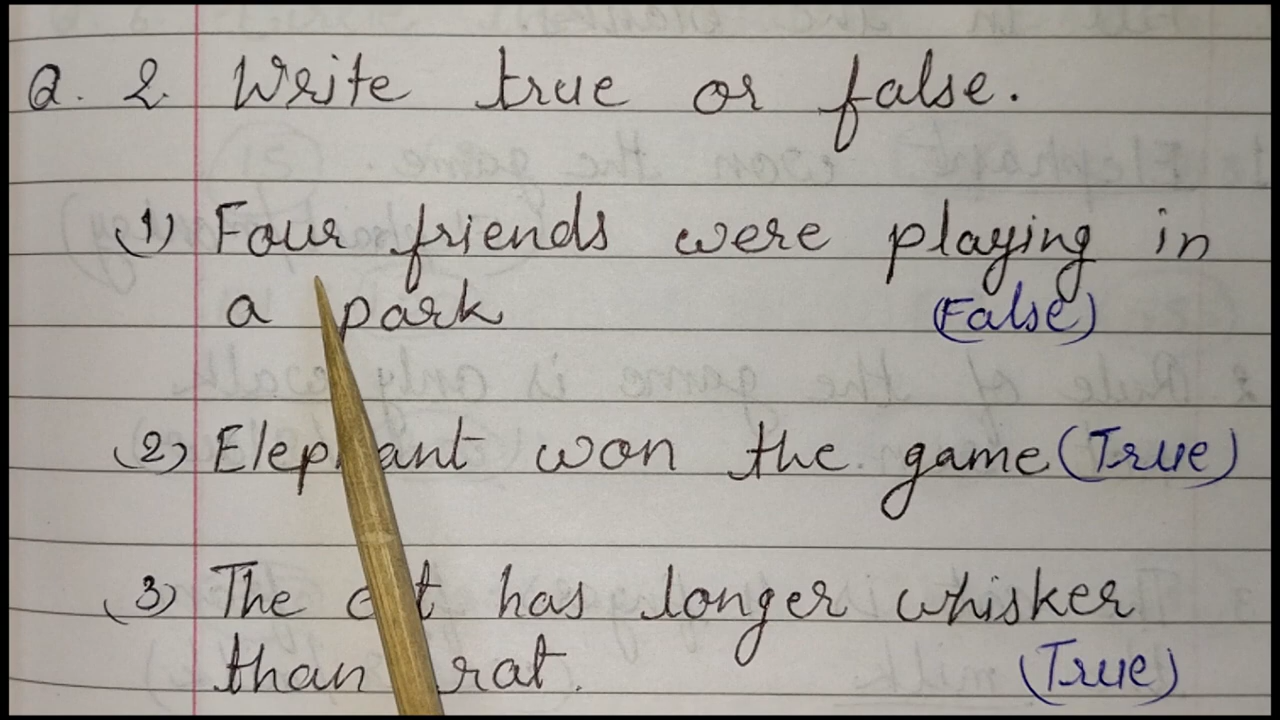 Q. 2. Write true or false.
(1) Four friends were playing in
a park (False)
(2) Elephant won the game (True)
(3) The cat has longer whisker
than rat. (True)